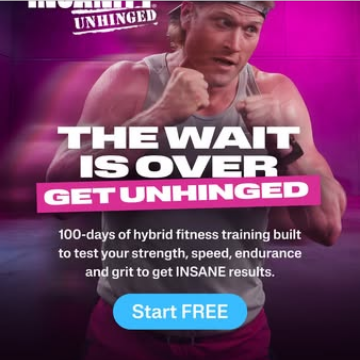 INSANITY
UNHINGED
THE WAIT
IS OVER
GET UNHINGED
100-days of hybrid fitness training built
to test your strength, speed, endurance
and grit to get INSANE results.
Start FREE